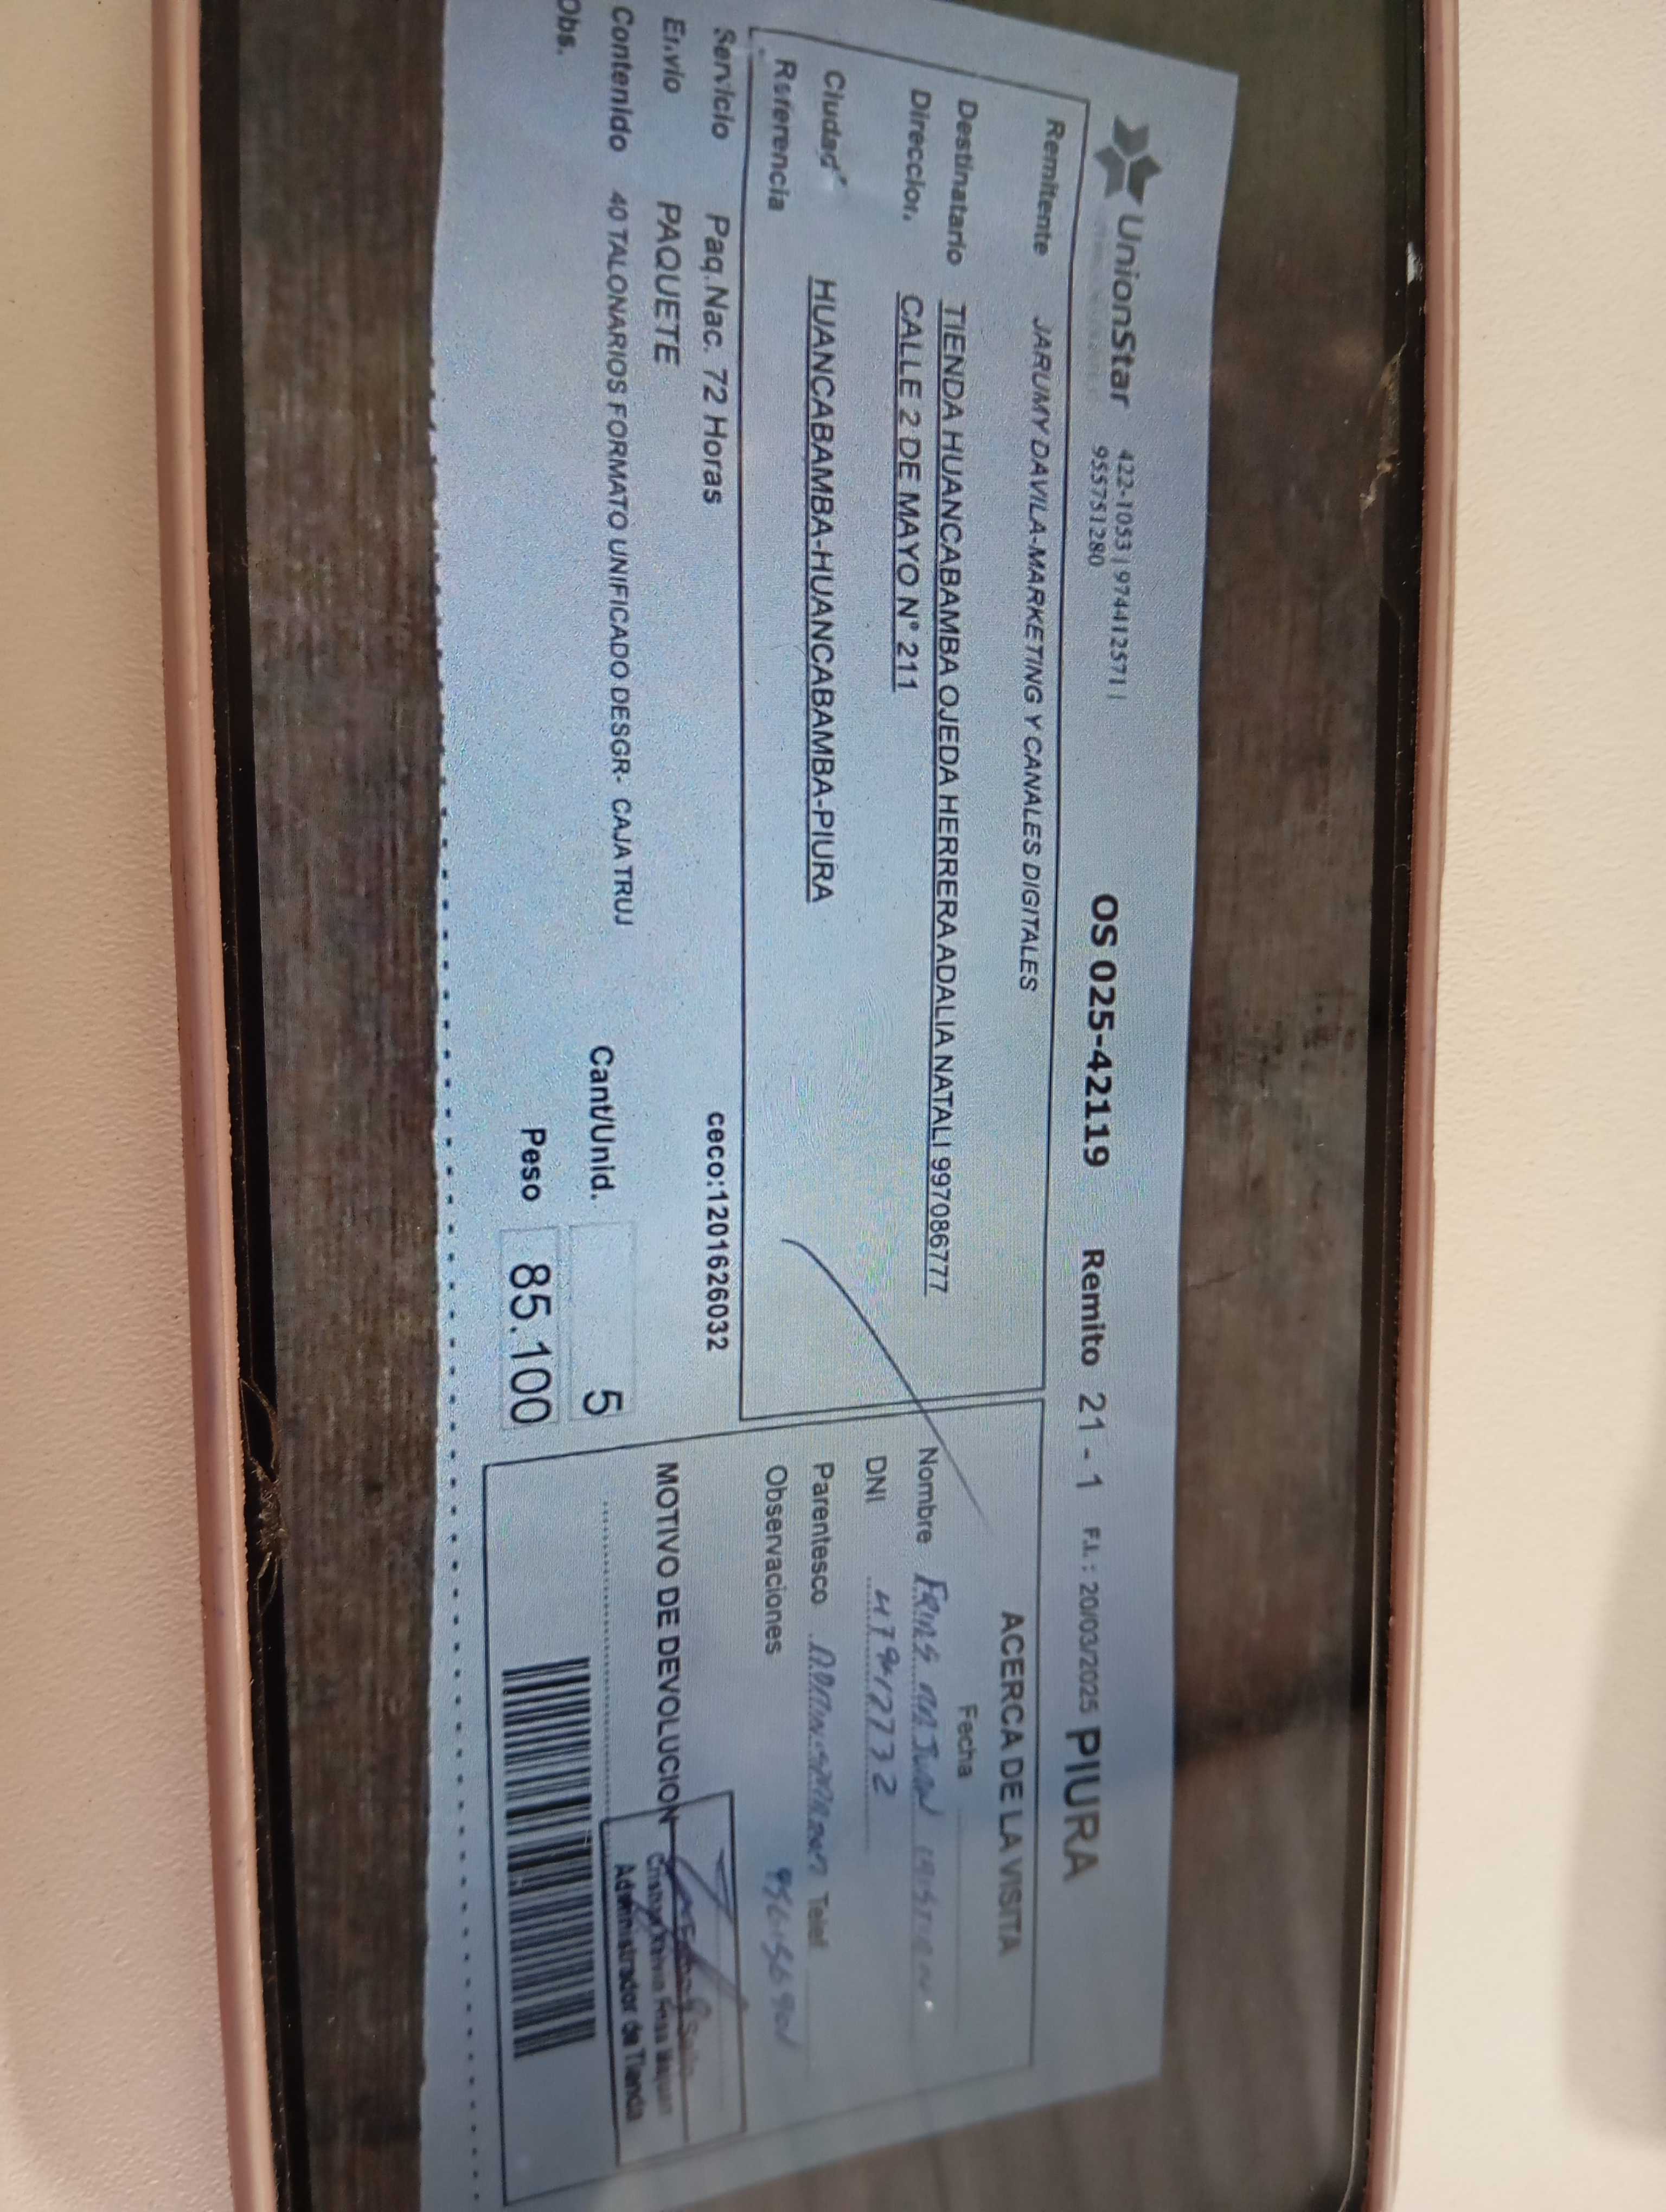 UnionStar 422-1053 | 974412571 |
955751280
OS 025-42119 Remito 21 - 1 F.I.: 20/03/2025 PIURA
Remitente JARUMY DAVILA-MARKETING Y CANALES DIGITALES
Destinatario TIENDA HUANCABAMBA OJEDA HERRERA ADALIA NATALI 997086777
Direccion. CALLE 2 DE MAYO N° 211
Ciudad HUANCABAMBA-HUANCABAMBA-PIURA
Referencia
Servicio Paq.Nac. 72 Horas ceco:1201626032
Envio PAQUETE
Contenido 40 TALONARIOS FORMATO UNIFICADO DESGR- CAJA TRUJ
Cant/Unid. 5
Obs.
Peso 85.100
ACERCA DE LA VISITA
Fecha
Nombre
DNI
Parentesco Telef
Observaciones
MOTIVO DE DEVOLUCION
Administrador de Tienda